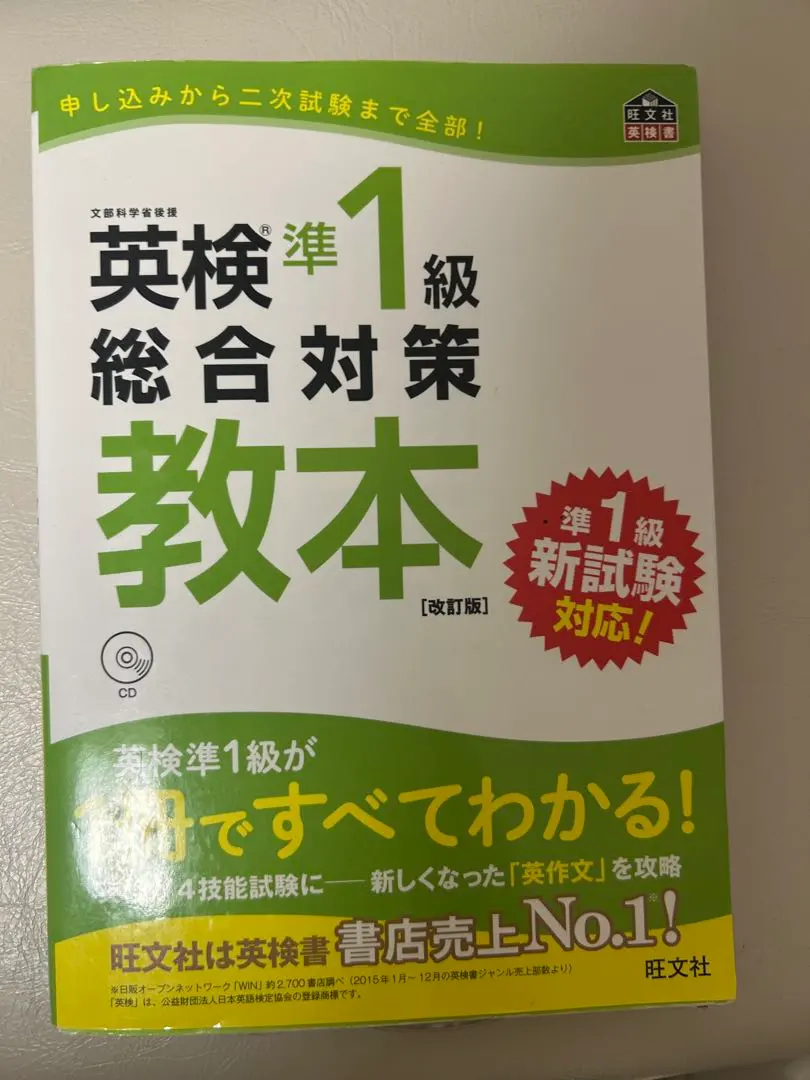 申し込みから二次試験まで全部！
旺文社
英検書
文部科学省後援
英検®準1級
総合対策
教本
［改訂版］
準1級
新試験
対応！
CD
英検準1級が
冊ですべてわかる！
4技能試験に——新しくなった「英作文」を攻略
旺文社は英検書 書店売上No.1！※
※日販オープンネットワーク「WIN」約2,700書店調べ（2015年1月〜12月の英検書ジャンル売上部数より）
「英検」は、公益財団法人日本英語検定協会の登録商標です。
旺文社